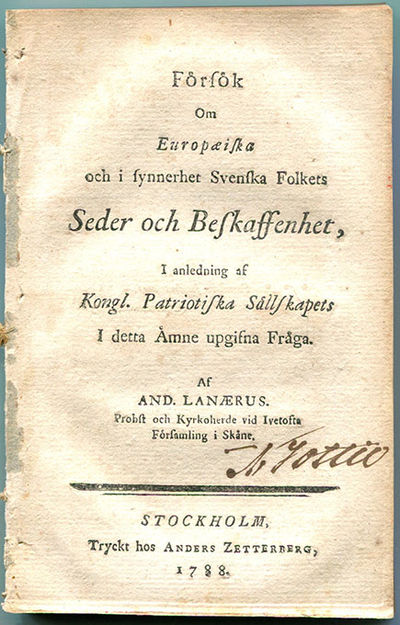 Förſök
Om
Europæiſka
och i ſynnerhet Svenſka Folkets
Seder och Beſkaffenhet,
I anledning af
Kongl. Patriotiſka Sällſkapets
I detta Ämne upgifna Fråga.
Af
AND. LANÆRUS.
Probſt och Kyrkoherde vid Ivetofta
Förſamling i Skåne.
STOCKHOLM,
Tryckt hos ANDERS ZETTERBERG,
1788.